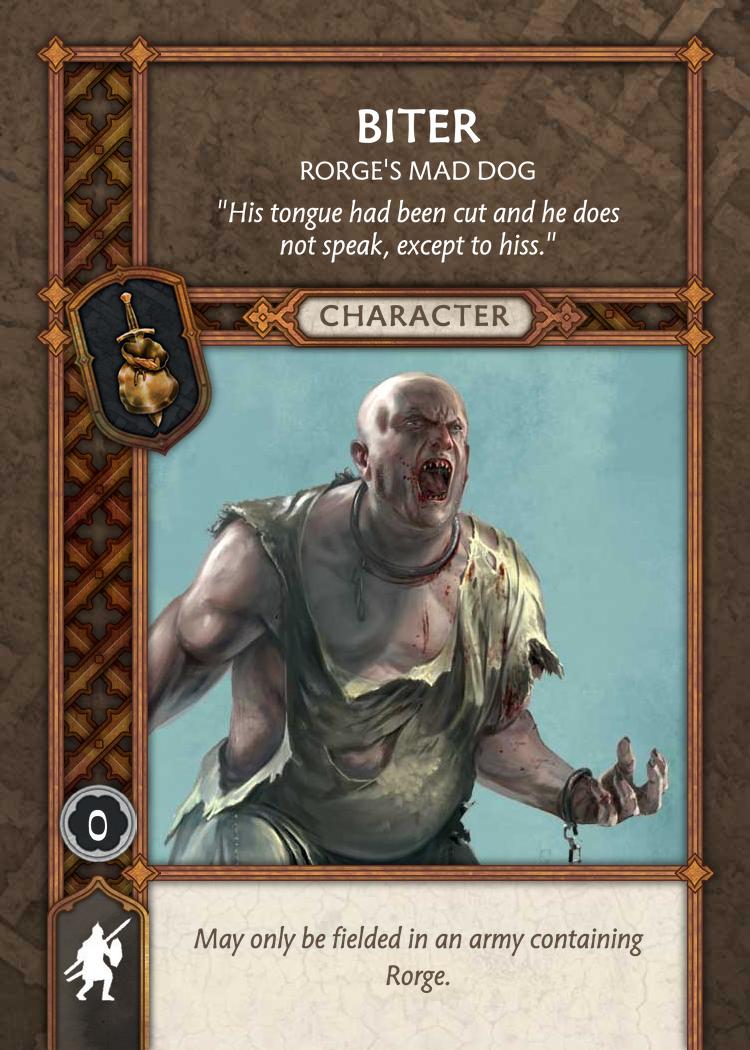 BITER
RORGE'S MAD DOG
"His tongue had been cut and he does
not speak, except to hiss."
CHARACTER
0
May only be fielded in an army containing
Rorge.